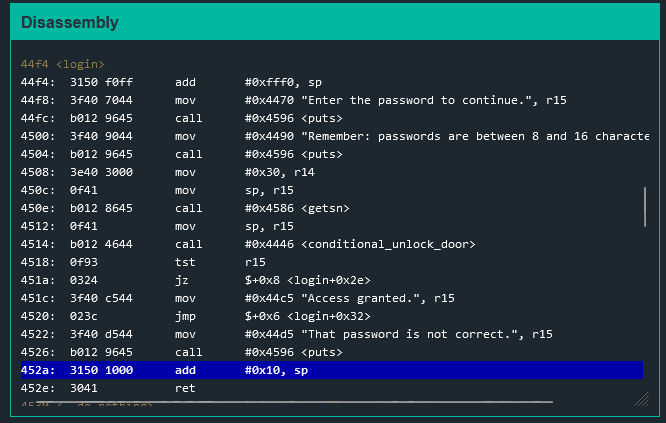 Disassembly
44f4 <login>
44f4: 3150 f0ff add #0xfff0, sp
44f8: 3f40 7044 mov #0x4470 "Enter the password to continue.", r15
44fc: b012 9645 call #0x4596 <puts>
4500: 3f40 9044 mov #0x4490 "Remember: passwords are between 8 and 16 characte
4504: b012 9645 call #0x4596 <puts>
4508: 3e40 3000 mov #0x30, r14
450c: 0f41 mov sp, r15
450e: b012 8645 call #0x4586 <getsn>
4512: 0f41 mov sp, r15
4514: b012 4644 call #0x4446 <conditional_unlock_door>
4518: 0f93 tst r15
451a: 0324 jz $+0x8 <login+0x2e>
451c: 3f40 c544 mov #0x44c5 "Access granted.", r15
4520: 023c jmp $+0x6 <login+0x32>
4522: 3f40 d544 mov #0x44d5 "That password is not correct.", r15
4526: b012 9645 call #0x4596 <puts>
452a: 3150 1000 add #0x10, sp
452e: 3041 ret